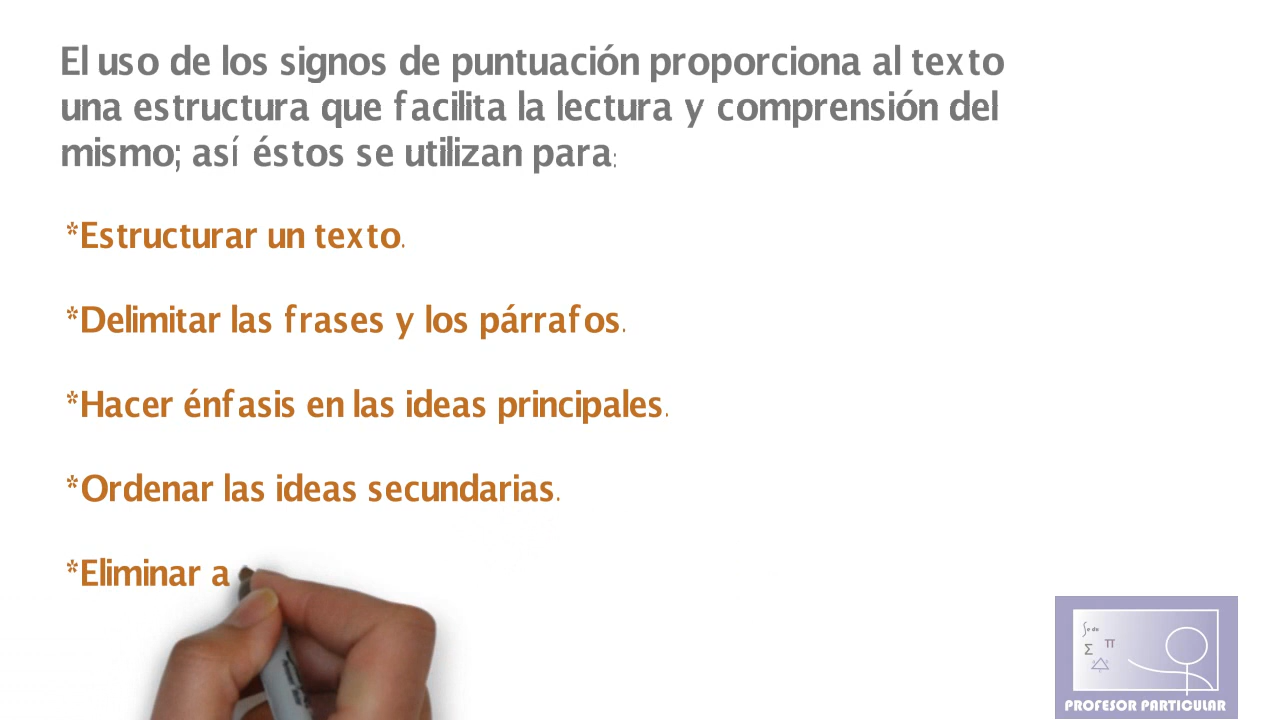 El uso de los signos de puntuación proporciona al texto
una estructura que facilita la lectura y comprensión del
mismo; así éstos se utilizan para:
*Estructurar un texto.
*Delimitar las frases y los párrafos.
*Hacer énfasis en las ideas principales.
*Ordenar las ideas secundarias.
*Eliminar a
Σ π
PROFESOR PARTICULAR